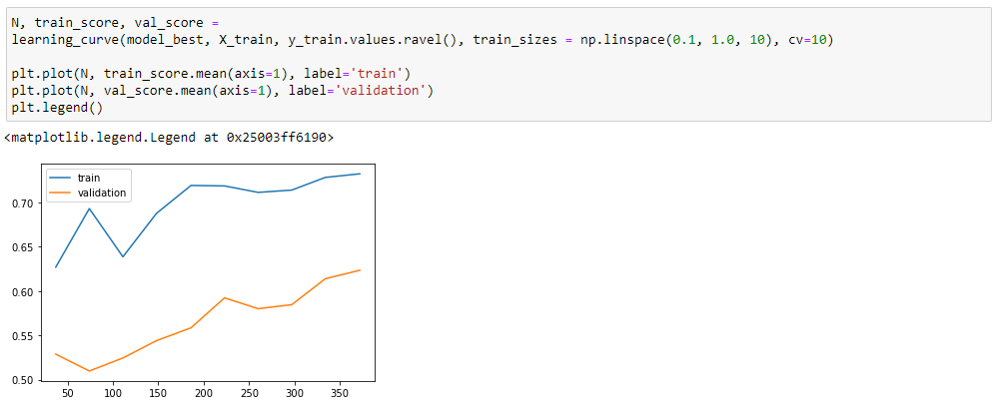 N, train_score, val_score =
learning_curve(model_best, X_train, y_train.values.ravel(), train_sizes = np.linspace(0.1, 1.0, 10), cv=10)
plt.plot(N, train_score.mean(axis=1), label='train')
plt.plot(N, val_score.mean(axis=1), label='validation')
plt.legend()
<matplotlib.legend.Legend at 0x25003ff6190>
train
validation
0.70
0.65
0.60
0.55
0.50
50 100 150 200 250 300 350